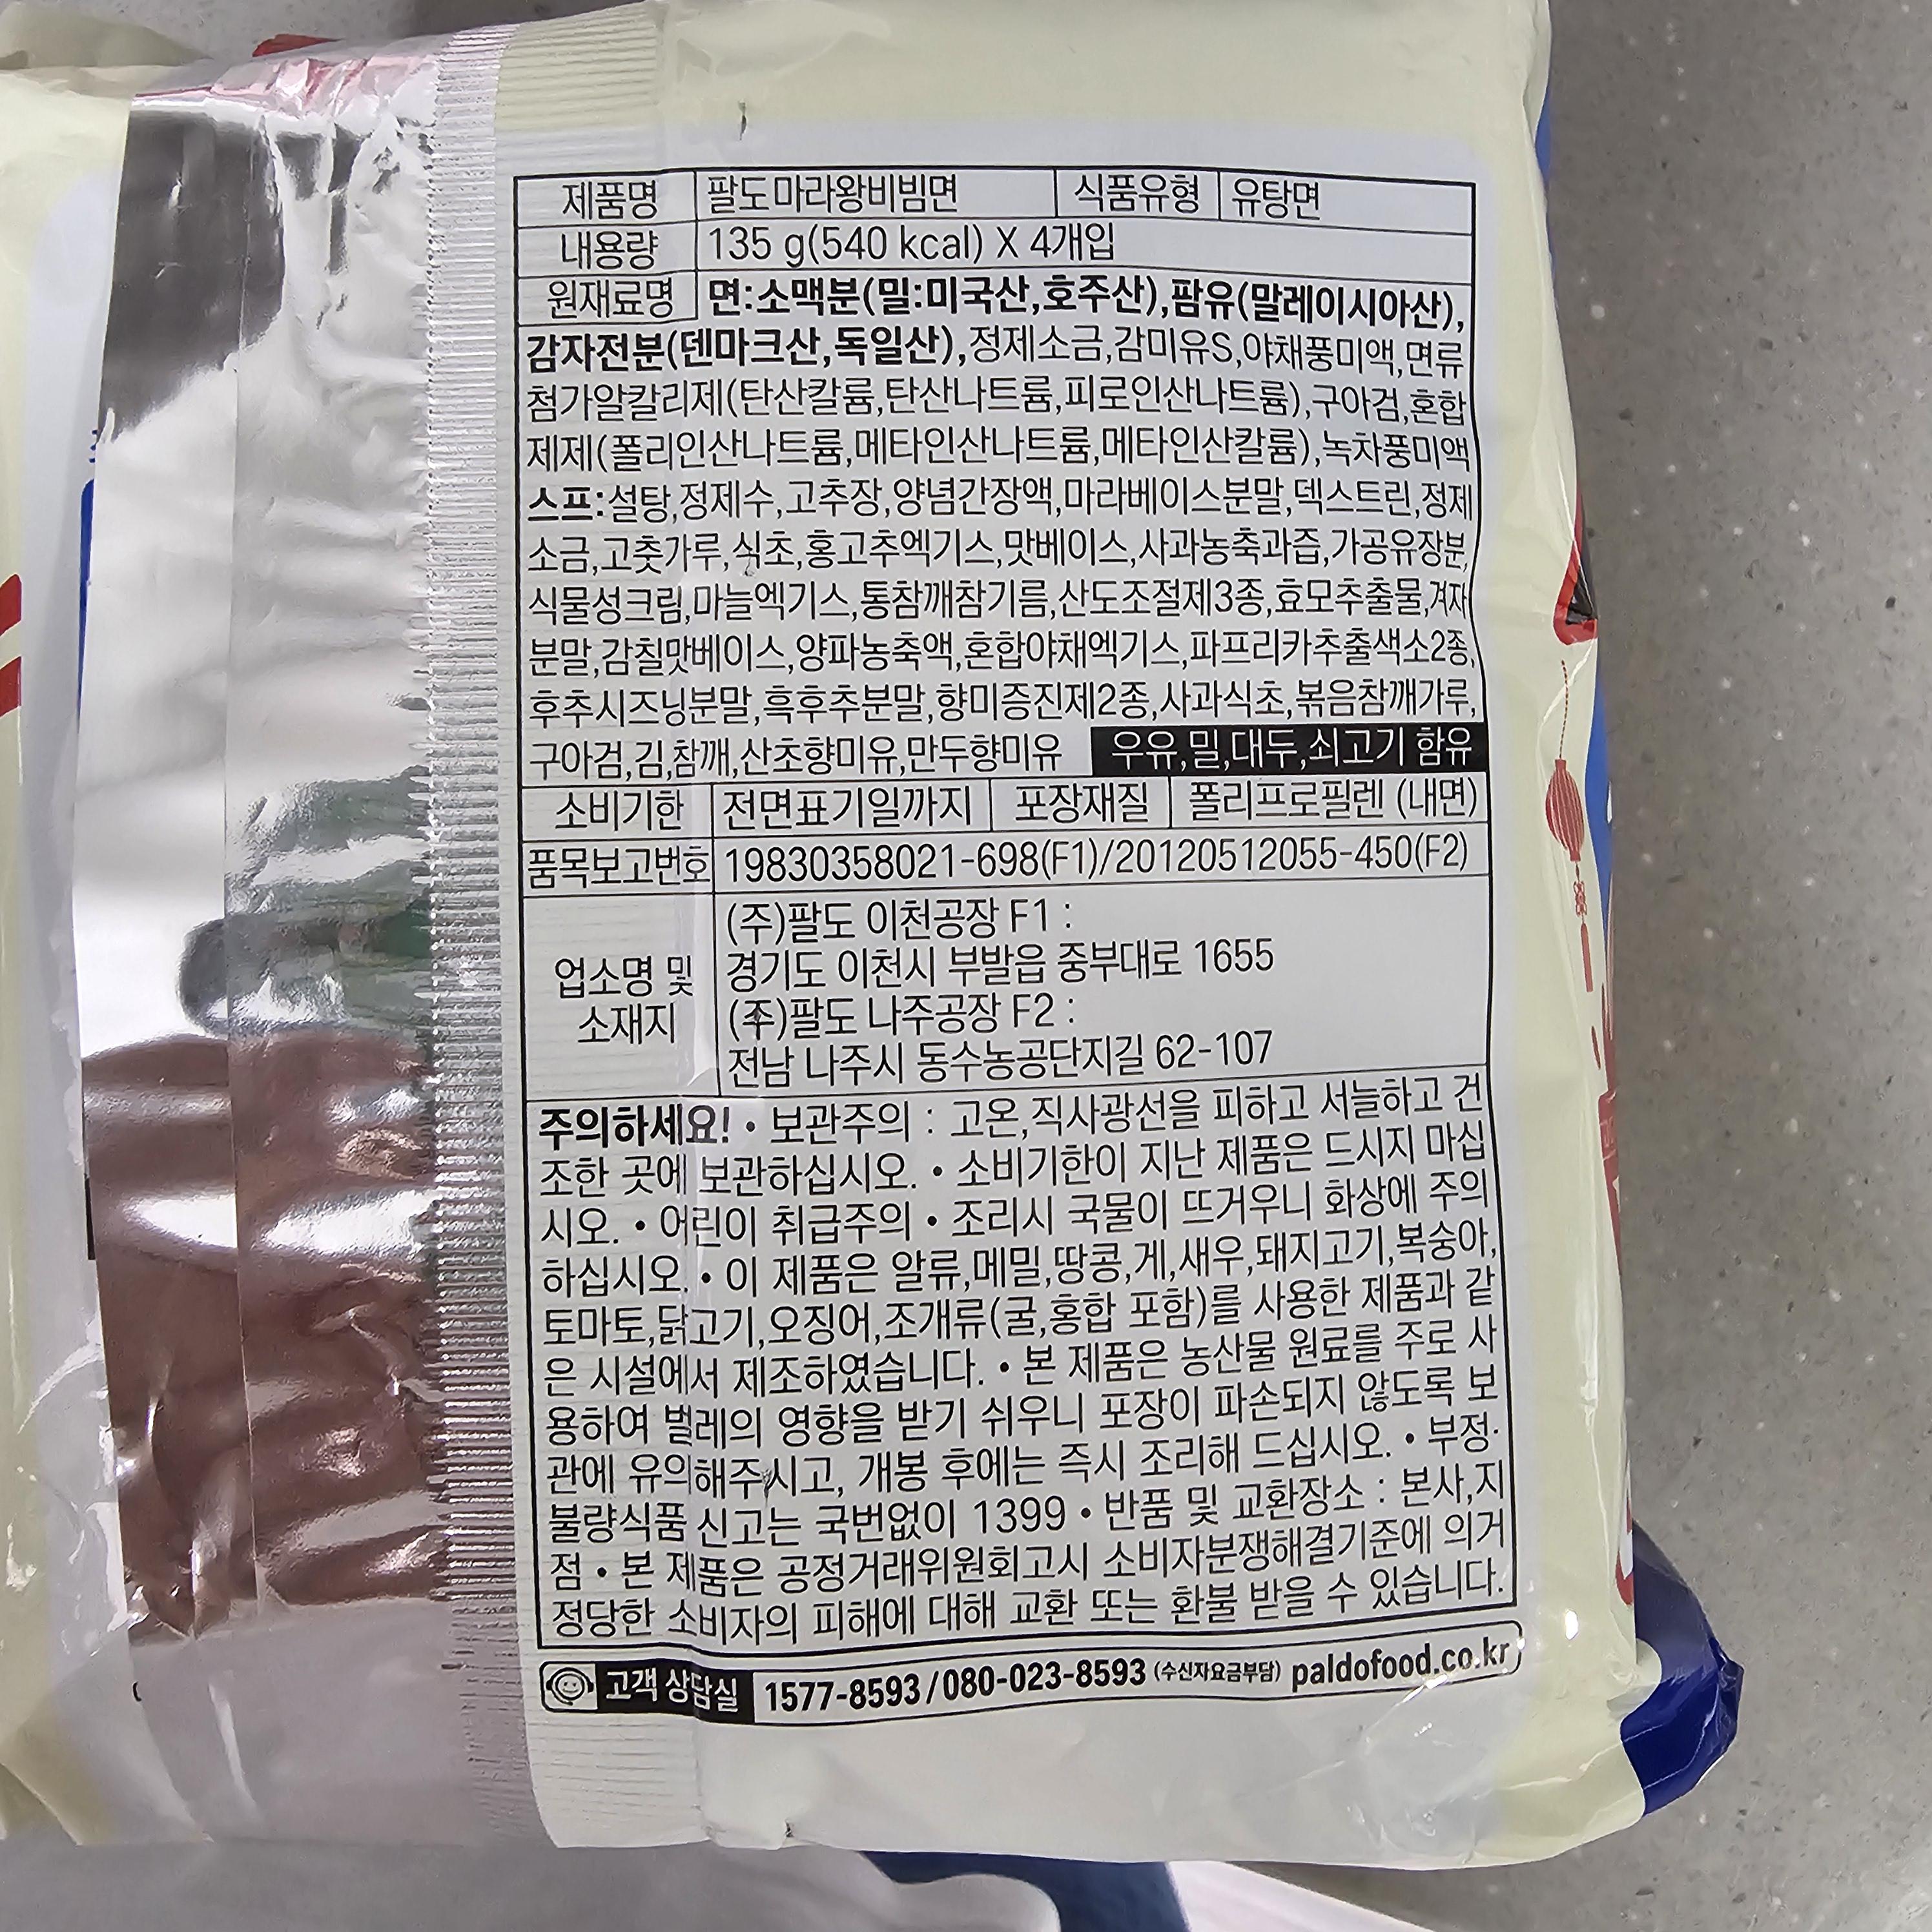 제품명 팔도마라왕비빔면 식품유형 유탕면
내용량 135 g(540 kcal) X 4개입
원재료명 면:소맥분(밀:미국산,호주산),팜유(말레이시아산),
감자전분(덴마크산,독일산),정제소금,감미유S,야채풍미액,면류
첨가알칼리제(탄산칼륨,탄산나트륨,피로인산나트륨),구아검,혼합
제제(폴리인산나트륨,메타인산나트륨,메타인산칼륨),녹차풍미액
스프:설탕,정제수,고추장,양념간장액,마라베이스분말,덱스트린,정제
소금,고춧가루,식초,홍고추엑기스,맛베이스,사과농축과즙,가공유장분,
식물성크림,마늘엑기스,통참깨참기름,산도조절제3종,효모추출물,겨자
분말,감칠맛베이스,양파농축액,혼합야채엑기스,파프리카추출색소2종,
후추시즈닝분말,흑후추분말,향미증진제2종,사과식초,볶음참깨가루,
구아검,김,참깨,산초향미유,만두향미유 우유,밀,대두,쇠고기 함유
소비기한 전면표기일까지 포장재질 폴리프로필렌 (내면)
품목보고번호 19830358021-698(F1)/20120512055-450(F2)
업소명 및 소재지
(주)팔도 이천공장 F1 :
경기도 이천시 부발읍 중부대로 1655
(주)팔도 나주공장 F2 :
전남 나주시 동수농공단지길 62-107
주의하세요! • 보관주의 : 고온,직사광선을 피하고 서늘하고 건
조한 곳에 보관하십시오. • 소비기한이 지난 제품은 드시지 마십
시오. • 어린이 취급주의 • 조리시 국물이 뜨거우니 화상에 주의
하십시오. • 이 제품은 알류,메밀,땅콩,게,새우,돼지고기,복숭아,
토마토,닭고기,오징어,조개류(굴,홍합 포함)를 사용한 제품과 같
은 시설에서 제조하였습니다. • 본 제품은 농산물 원료를 주로 사
용하여 벌레의 영향을 받기 쉬우니 포장이 파손되지 않도록 보
관에 유의해주시고, 개봉 후에는 즉시 조리해 드십시오. • 부정·
불량식품 신고는 국번없이 1399 • 반품 및 교환장소 : 본사,지
점 • 본 제품은 공정거래위원회고시 소비자분쟁해결기준에 의거
정당한 소비자의 피해에 대해 교환 또는 환불 받을 수 있습니다.
고객 상담실 1577-8593/080-023-8593 (수신자요금부담) paldofood.co.kr